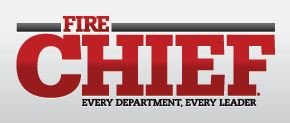 FIRE
CHIEF.
EVERY DEPARTMENT, EVERY LEADER